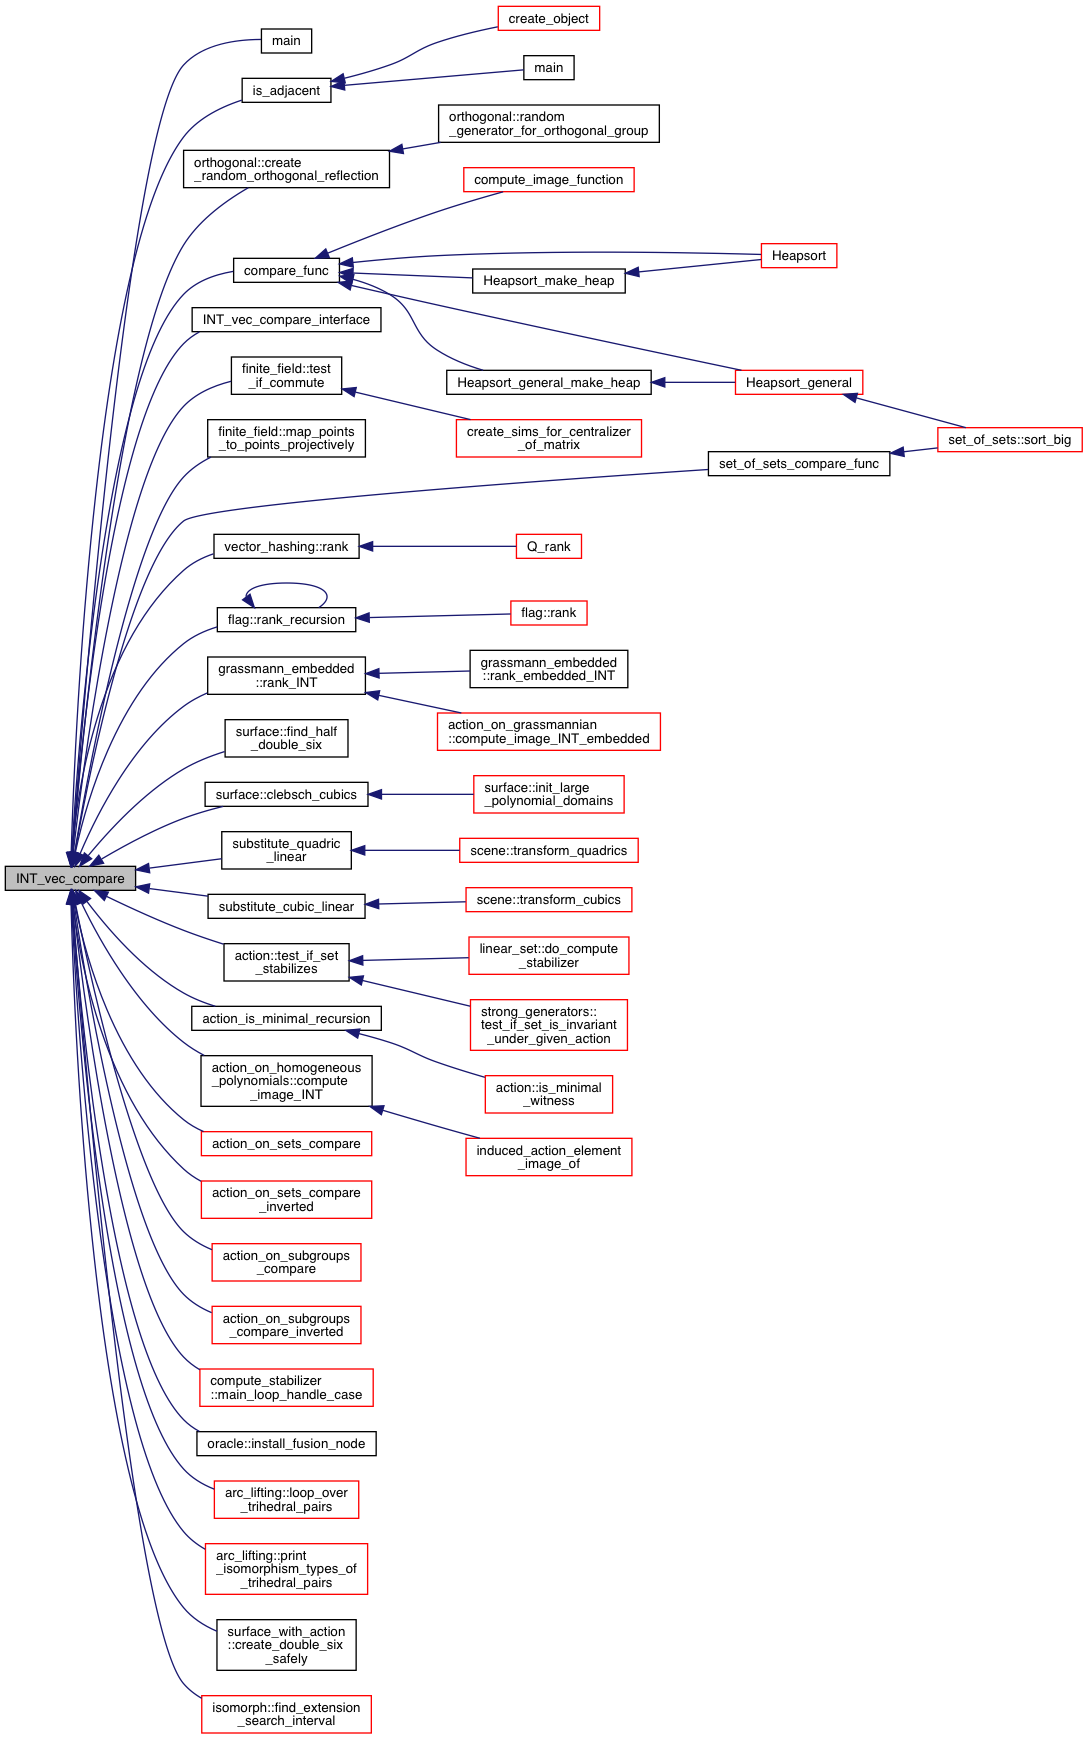 create_object
main
main
is_adjacent
orthogonal::random
_generator_for_orthogonal_group
orthogonal::create
_random_orthogonal_reflection
compute_image_function
Heapsort
compare_func
Heapsort_make_heap
INT_vec_compare_interface
finite_field::test
_if_commute
Heapsort_general_make_heap
Heapsort_general
finite_field::map_points
_to_points_projectively
create_sims_for_centralizer
_of_matrix
set_of_sets::sort_big
set_of_sets_compare_func
vector_hashing::rank
Q_rank
flag::rank_recursion
flag::rank
grassmann_embedded
::rank_INT
grassmann_embedded
::rank_embedded_INT
action_on_grassmannian
::compute_image_INT_embedded
surface::find_half
_double_six
surface::clebsch_cubics
surface::init_large
_polynomial_domains
substitute_quadric
_linear
scene::transform_quadrics
INT_vec_compare
substitute_cubic_linear
scene::transform_cubics
action::test_if_set
_stabilizes
linear_set::do_compute
_stabilizer
action_is_minimal_recursion
strong_generators::
test_if_set_is_invariant
_under_given_action
action_on_homogeneous
_polynomials::compute
_image_INT
action::is_minimal
_witness
action_on_sets_compare
induced_action_element
_image_of
action_on_sets_compare
_inverted
action_on_subgroups
_compare
action_on_subgroups
_compare_inverted
compute_stabilizer
::main_loop_handle_case
oracle::install_fusion_node
arc_lifting::loop_over
_trihedral_pairs
arc_lifting::print
_isomorphism_types_of
_trihedral_pairs
surface_with_action
::create_double_six
_safely
isomorph::find_extension
_search_interval